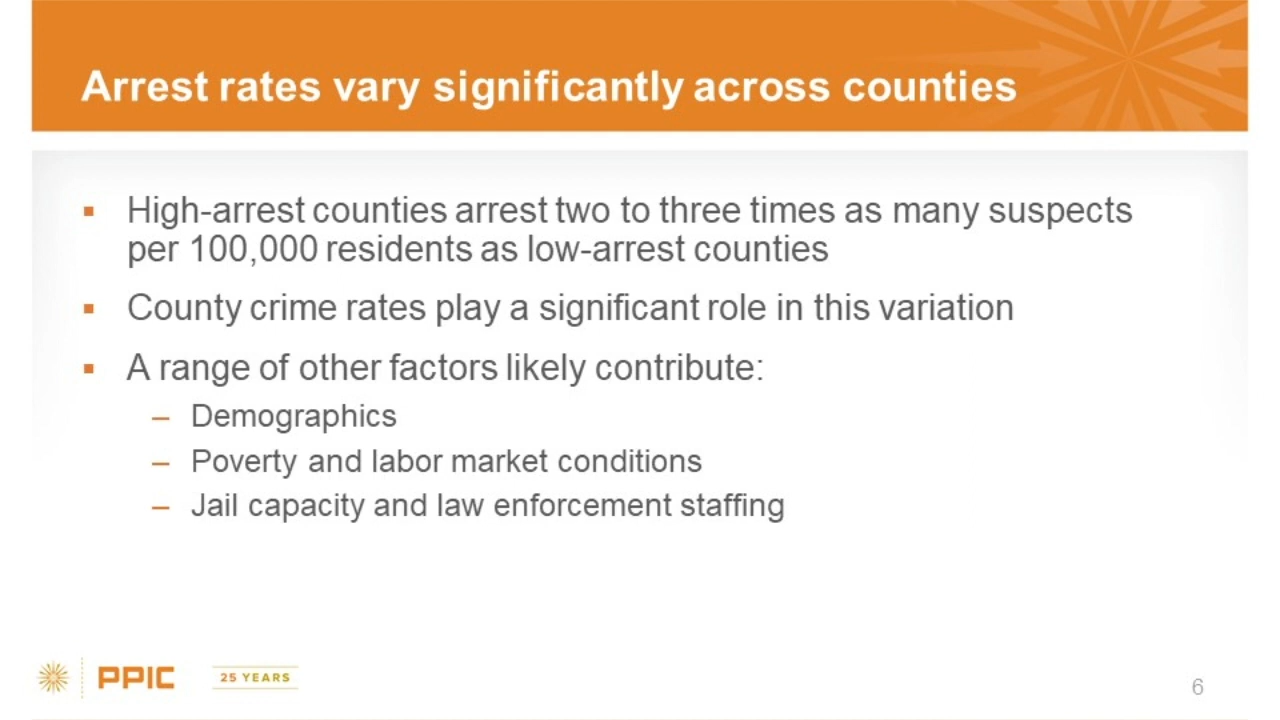 Arrest rates vary significantly across counties
▪ High-arrest counties arrest two to three times as many suspects
per 100,000 residents as low-arrest counties
▪ County crime rates play a significant role in this variation
▪ A range of other factors likely contribute:
– Demographics
– Poverty and labor market conditions
– Jail capacity and law enforcement staffing
PPIC 25 YEARS
6